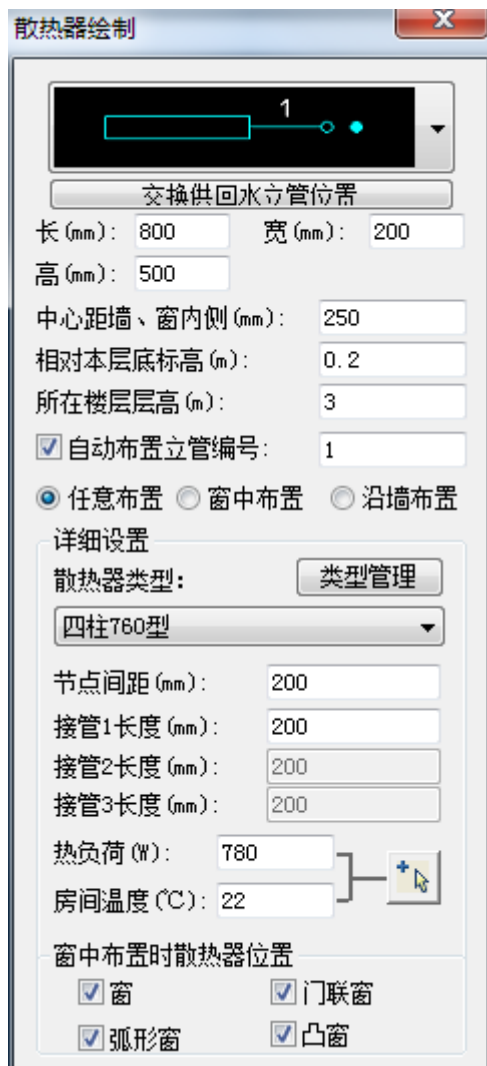 散热器绘制
1
交换供回水立管位置
长(mm): 800 宽(mm): 200
高(mm): 500
中心距墙、窗内侧(mm): 250
相对本层底标高(m): 0.2
所在楼层层高(m): 3
自动布置立管编号: 1
任意布置 窗中布置 沿墙布置
详细设置
散热器类型: 类型管理
四柱760型
节点间距(mm): 200
接管1长度(mm): 200
接管2长度(mm): 200
接管3长度(mm): 200
热负荷(W): 780
房间温度(℃): 22
窗中布置时散热器位置
窗 门联窗
弧形窗 凸窗